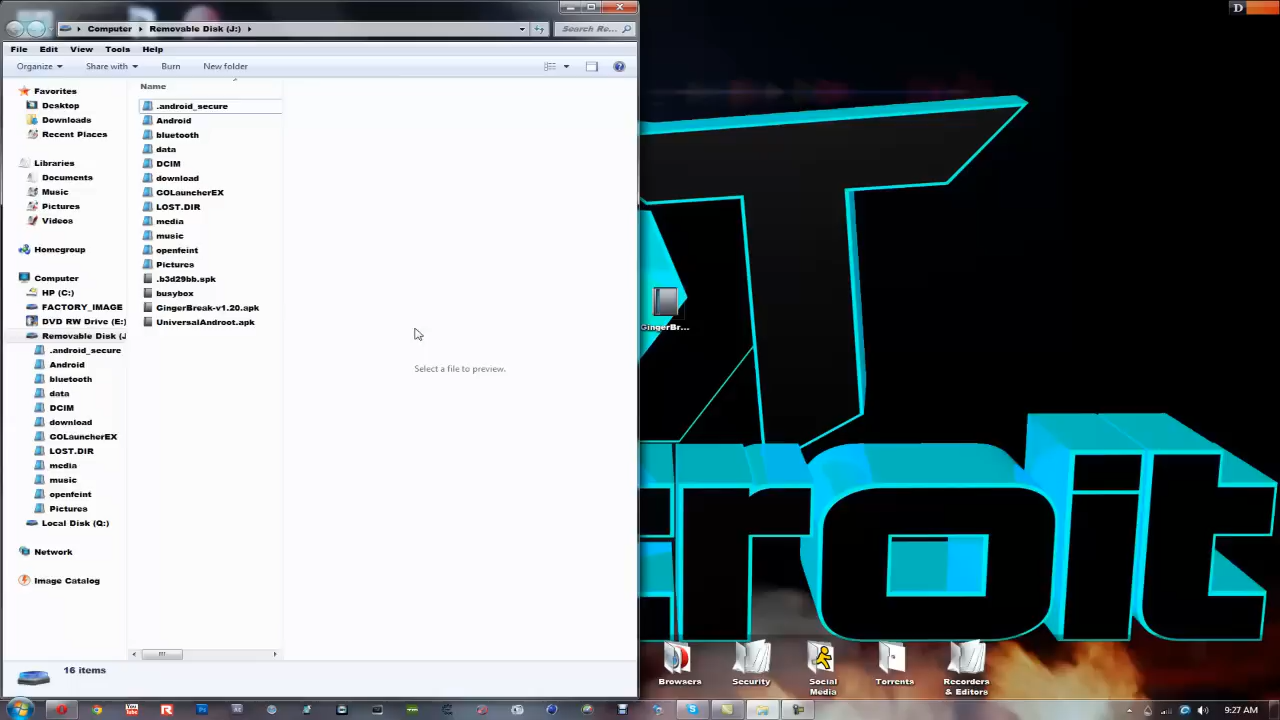 D
Computer
Removable Disk (J:)
Search Re...
File Edit View Tools Help
Organize Share with Burn New folder
Name
Favorites
Desktop
Downloads
Recent Places
Libraries
Documents
Music
Pictures
Videos
Homegroup
Computer
HP (C:)
FACTORY_IMAGE
DVD RW Drive (E:)
Removable Disk (J
.android_secure
Android
bluetooth
data
DCIM
download
GOLauncherEX
LOST.DIR
media
music
openfeint
Pictures
Local Disk (Q:)
Network
Image Catalog
.android_secure
Android
bluetooth
data
DCIM
download
GOLauncherEX
LOST.DIR
media
music
openfeint
Pictures
.b3d29bb.spk
busybox
GingerBreak-v1.20.apk
UniversalAndroot.apk
Select a file to preview.
16 items
GingerBr...
roit
Browsers
Security
Social
Media
Torrents
Recorders
& Editors
9:27 AM